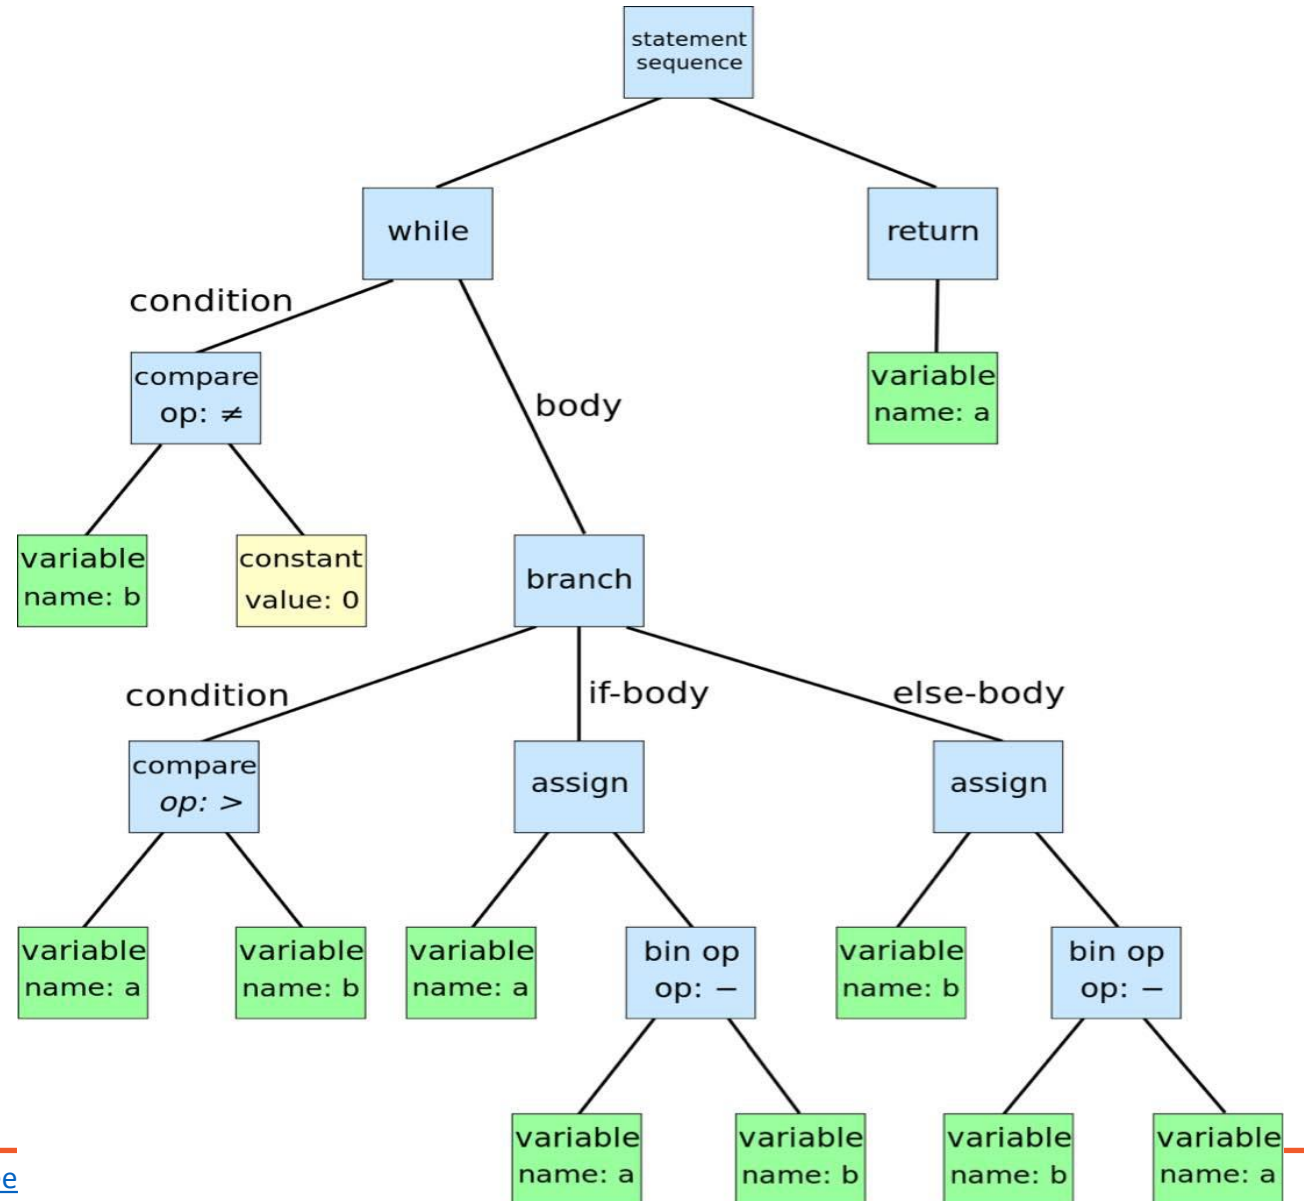 statement
sequence
while
return
condition
compare
op: ≠
body
variable
name: a
variable
name: b
constant
value: 0
branch
condition
if-body
else-body
compare
op: >
assign
assign
variable
name: a
variable
name: b
variable
name: a
bin op
op: −
variable
name: b
bin op
op: −
variable
name: a
variable
name: b
variable
name: b
variable
name: a